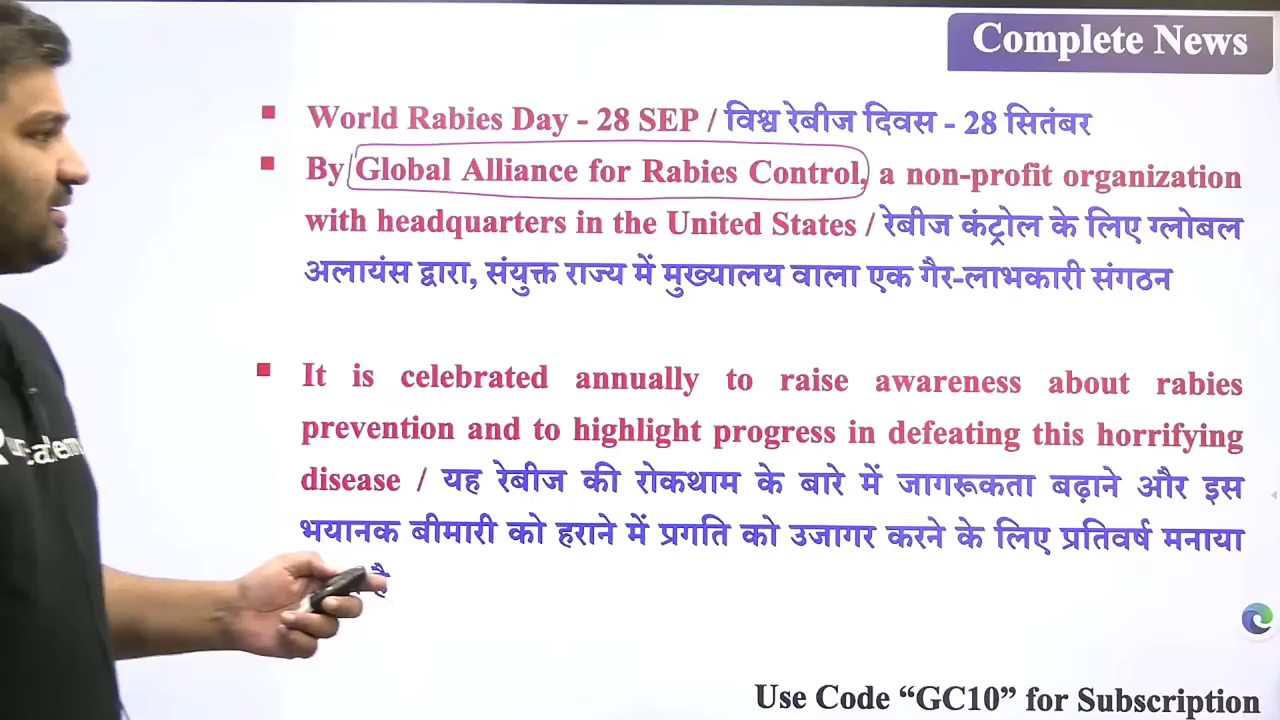 Complete News
World Rabies Day - 28 SEP / विश्व रेबीज दिवस - 28 सितंबर
By Global Alliance for Rabies Control, a non-profit organization
with headquarters in the United States / रेबीज कंट्रोल के लिए ग्लोबल
अलायंस द्वारा, संयुक्त राज्य में मुख्यालय वाला एक गैर-लाभकारी संगठन
It is celebrated annually to raise awareness about rabies
prevention and to highlight progress in defeating this horrifying
disease / यह रेबीज की रोकथाम के बारे में जागरूकता बढ़ाने और इस
भयानक बीमारी को हराने में प्रगति को उजागर करने के लिए प्रतिवर्ष मनाया
Use Code “GC10” for Subscription